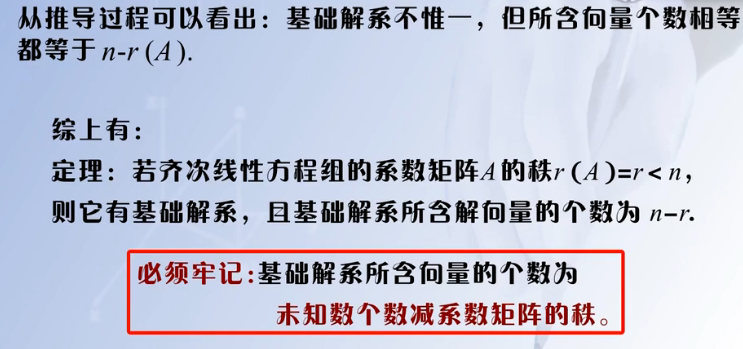 从推导过程可以看出：基础解系不惟一，但所含向量个数相等
都等于 n-r (A).
综上有：
定理：若齐次线性方程组的系数矩阵A 的秩r (A )=r < n，
则它有基础解系，且基础解系所含解向量的个数为 n–r.
必须牢记:基础解系所含向量的个数为
未知数个数减系数矩阵的秩。